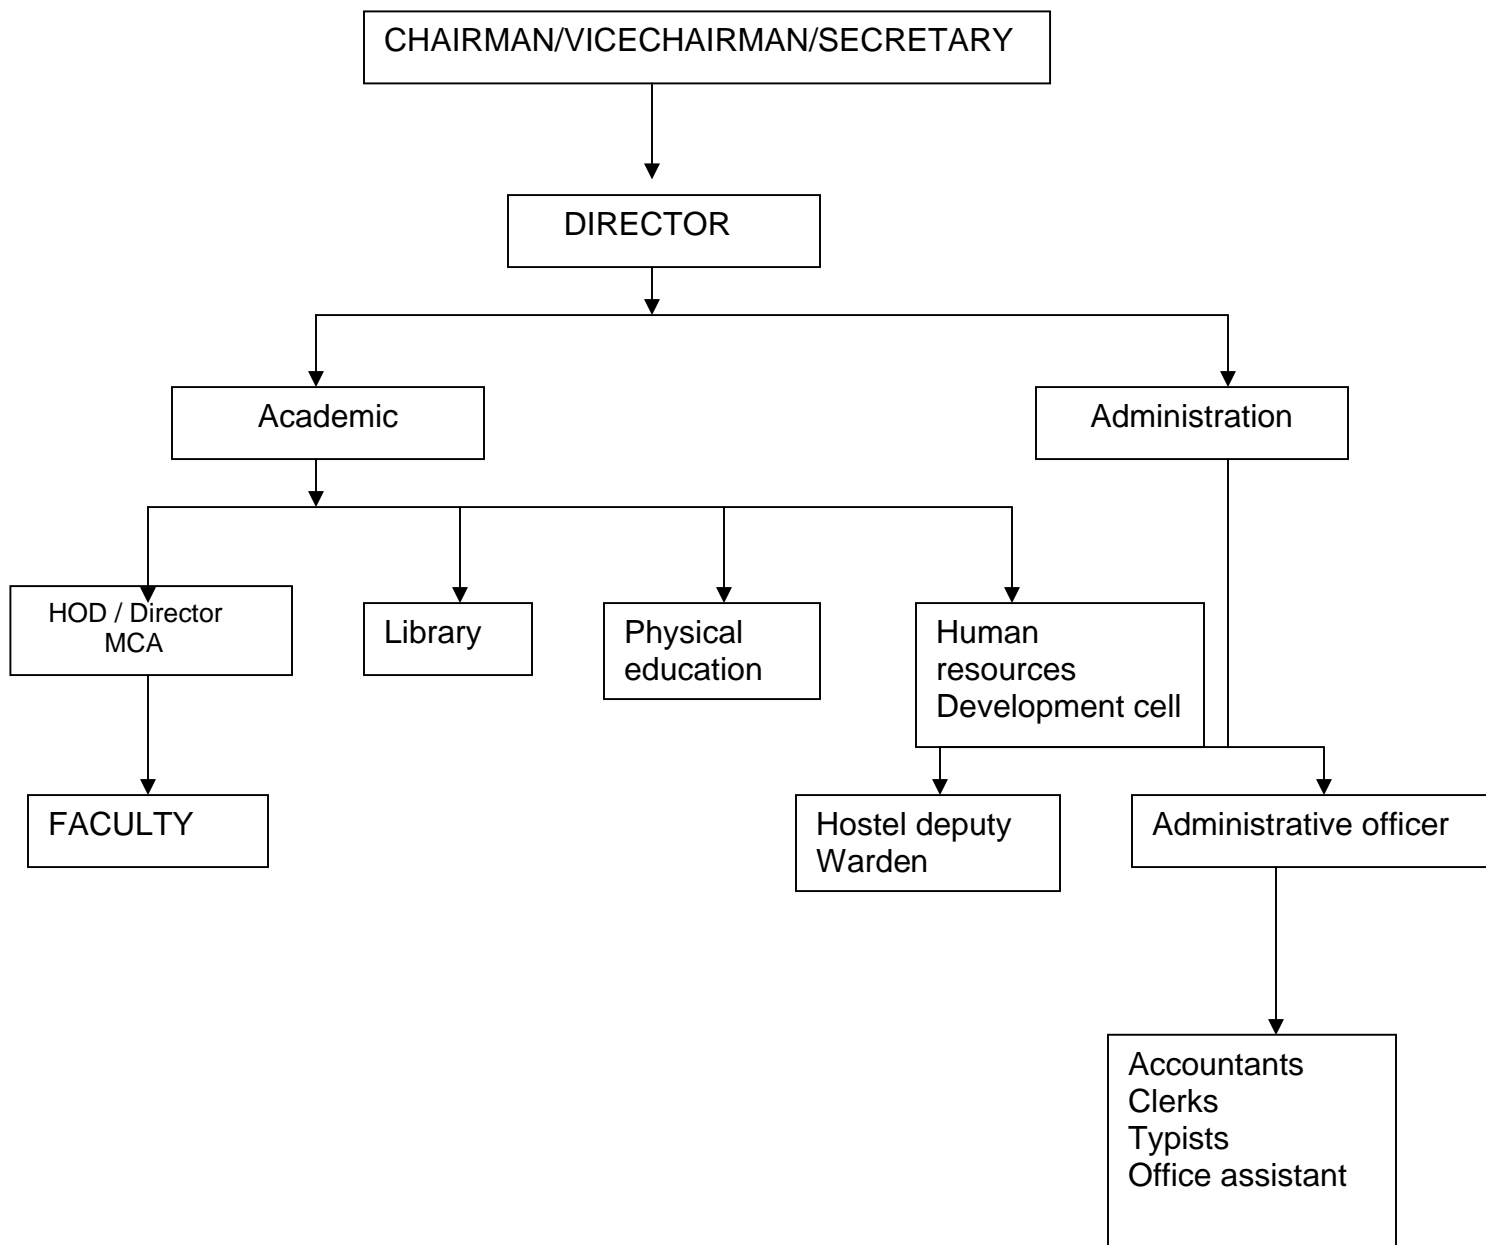 CHAIRMAN/VICECHAIRMAN/SECRETARY
DIRECTOR
Academic
Administration
HOD / Director
MCA
Library
Physical
education
Human
resources
Development cell
FACULTY
Hostel deputy
Warden
Administrative officer
Accountants
Clerks
Typists
Office assistant